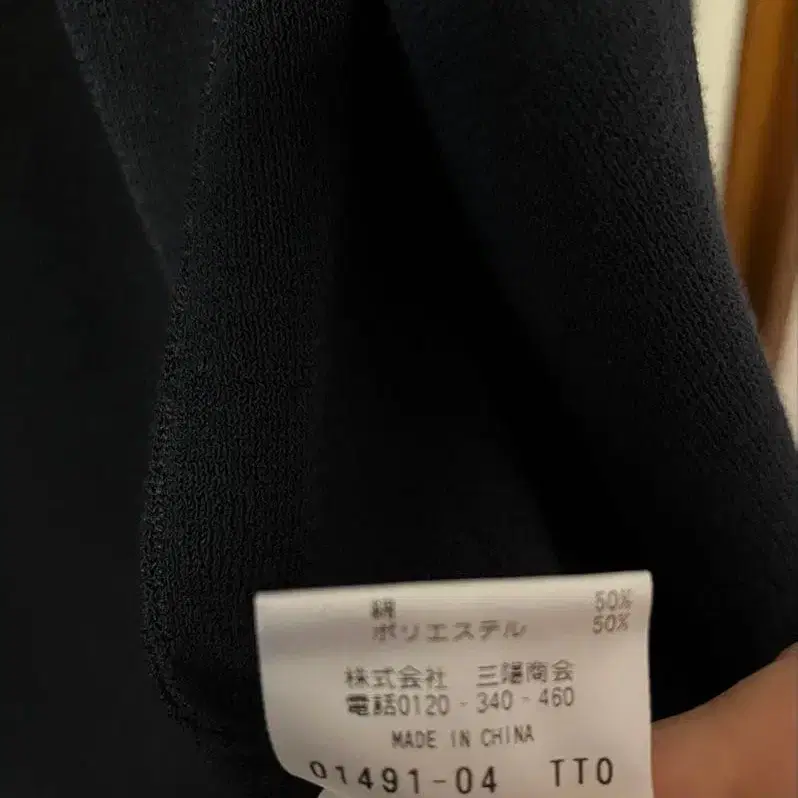 綿 50%
ポリエステル 50%
株式会社 三陽商会
電話0120-340-460
MADE IN CHINA
01491-04 TTO